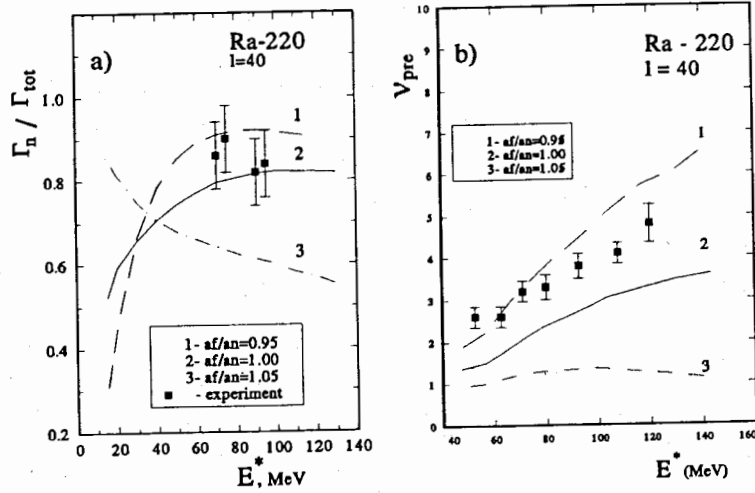 a)
Ra-220
l=40
Γn / Γtot
1.0
0.8
0.6
0.4
0.2
1
2
3
1- af/an=0.95
2- af/an=1.00
3- af/an=1.05
- experiment
0 20 40 60 80 100 120 140
E*, MeV
b)
Ra - 220
l = 40
νpre
10
9
8
7
6
5
4
3
2
1
0
1- af/an=0.95
2- af/an=1.00
3- af/an=1.05
1
2
3
40 60 80 100 120 140 160
E* (MeV)